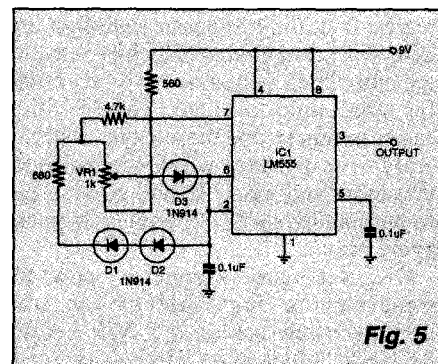 9V
560
4 8
4.7k
7
3
OUTPUT
IC1
LM555
680
VR1
1k
6
5
D3
1N914
2
1
0.1uF
D1 D2
1N914
0.1uF
Fig. 5